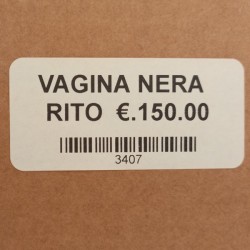 VAGINA NERA
RITO €.150.00
3407